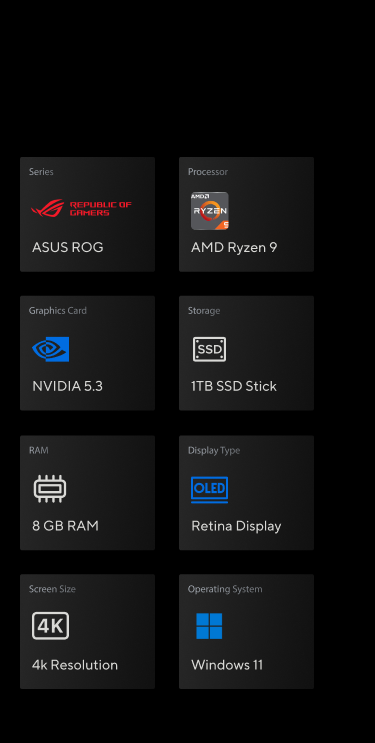 Series
REPUBLIC OF
GAMERS
ASUS ROG
Processor
AMD
RYZEN
9
AMD Ryzen 9
Graphics Card
NVIDIA 5.3
Storage
SSD
1TB SSD Stick
RAM
8 GB RAM
Display Type
OLED
Retina Display
Screen Size
4K
4k Resolution
Operating System
Windows 11